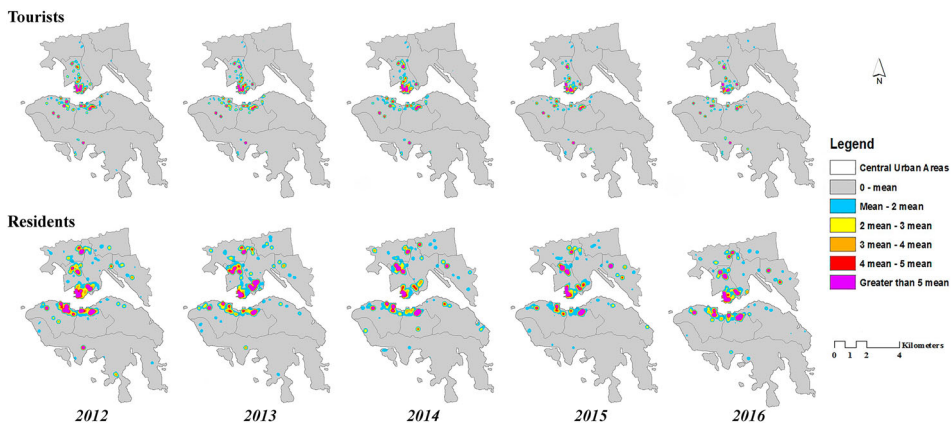 Tourists
N
Legend
Central Urban Areas
0 - mean
Mean - 2 mean
2 mean - 3 mean
3 mean - 4 mean
4 mean - 5 mean
Greater than 5 mean
Residents
Kilometers
0 1 2 4
2012 2013 2014 2015 2016